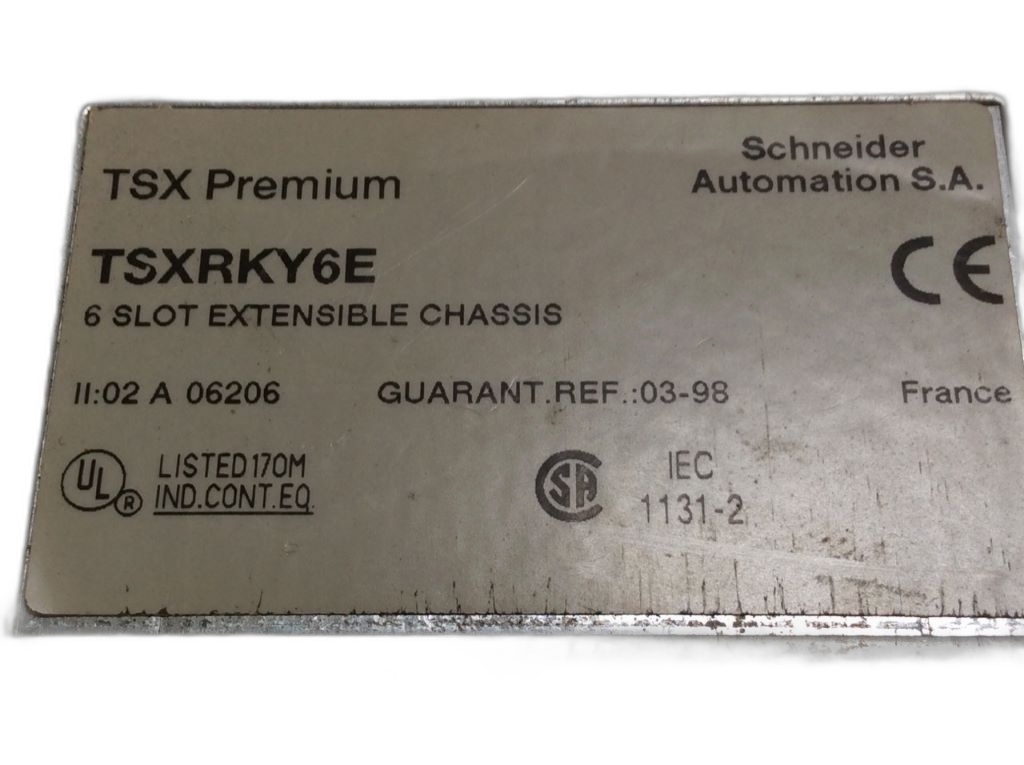 TSX Premium
Schneider
Automation S.A.
TSXRKY6E
6 SLOT EXTENSIBLE CHASSIS
CE
II:02 A 06206 GUARANT.REF.:03-98 France
UL ® LISTED 170M
IND.CONT.EQ.
SA IEC
1131-2